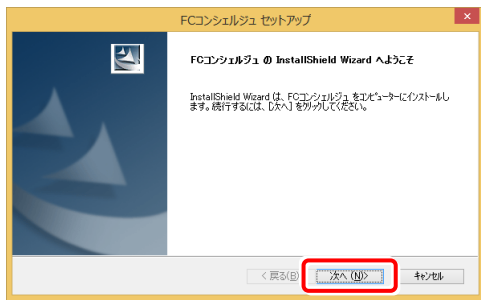 FCコンシェルジュ セットアップ
×
FCコンシェルジュ の InstallShield Wizard へようこそ
InstallShield Wizard は、FCコンシェルジュ をコンピューターにインストールし
ます。続行するには、[次へ] をクリックしてください。
< 戻る(B)
次へ (N)>
キャンセル